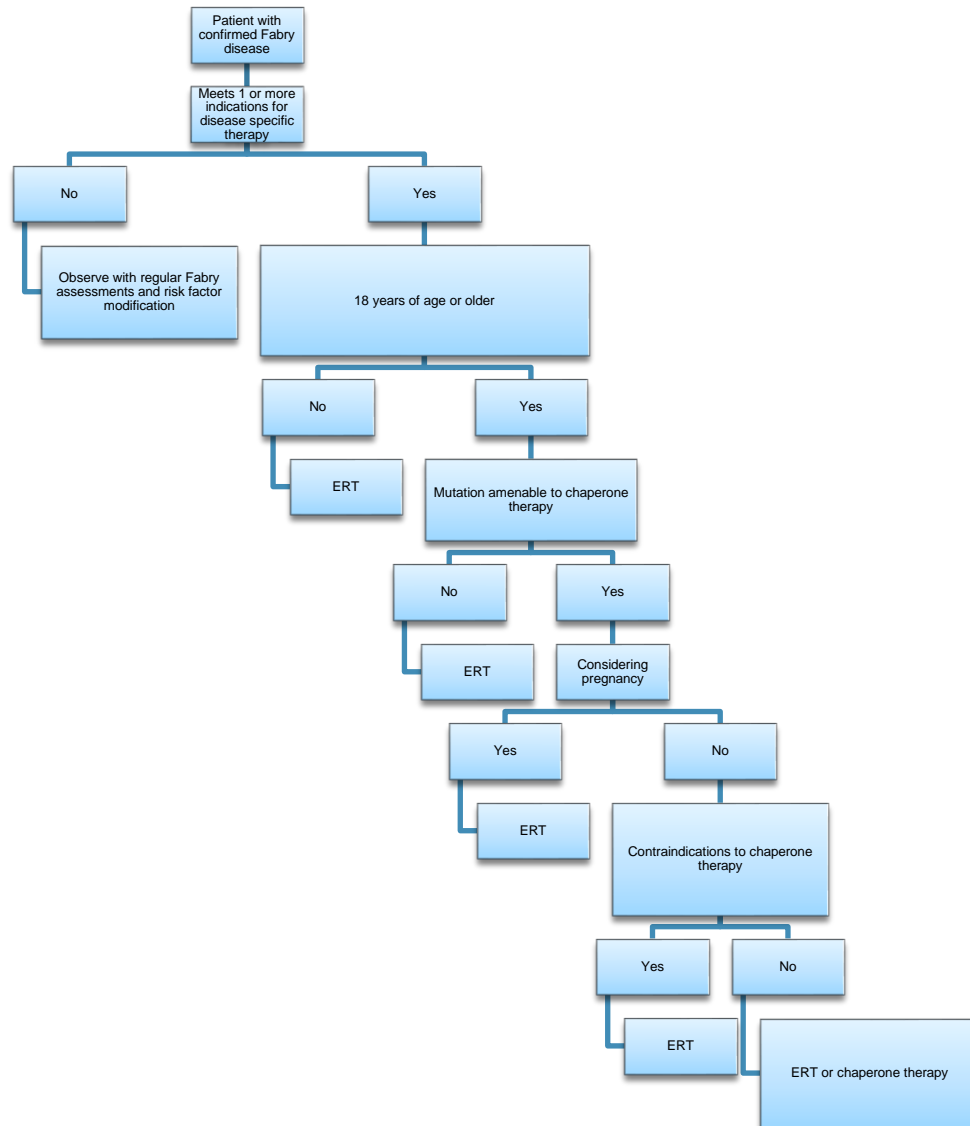 Patient with
confirmed Fabry
disease
Meets 1 or more
indications for
disease specific
therapy
No
Yes
Observe with regular Fabry
assessments and risk factor
modification
18 years of age or older
No
Yes
ERT
Mutation amenable to chaperone
therapy
No
Yes
ERT
Considering
pregnancy
Yes
No
ERT
Contraindications to chaperone
therapy
Yes
No
ERT
ERT or chaperone therapy